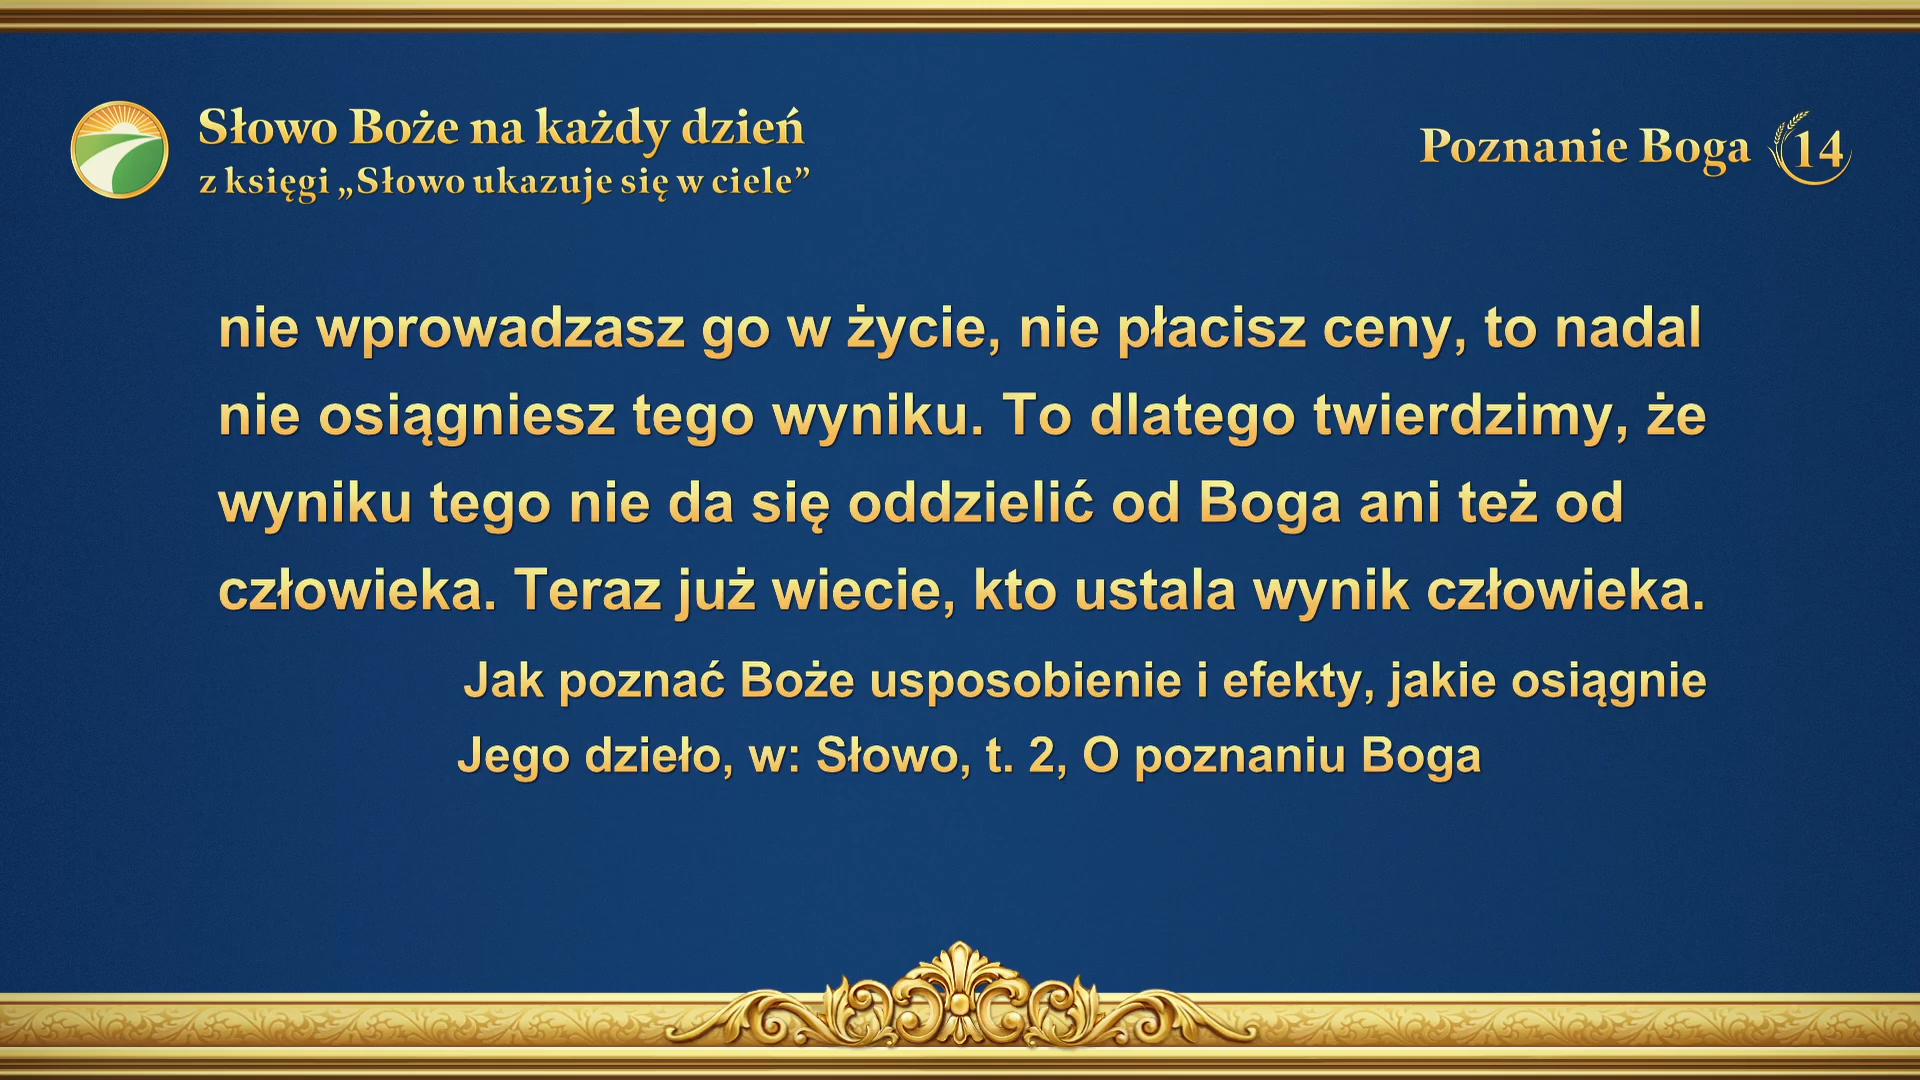 Słowo Boże na każdy dzień
z księgi „Słowo ukazuje się w ciele”
Poznanie Boga 14
nie wprowadzasz go w życie, nie płacisz ceny, to nadal
nie osiągniesz tego wyniku. To dlatego twierdzimy, że
wyniku tego nie da się oddzielić od Boga ani też od
człowieka. Teraz już wiecie, kto ustala wynik człowieka.
Jak poznać Boże usposobienie i efekty, jakie osiągnie
Jego dzieło, w: Słowo, t. 2, O poznaniu Boga